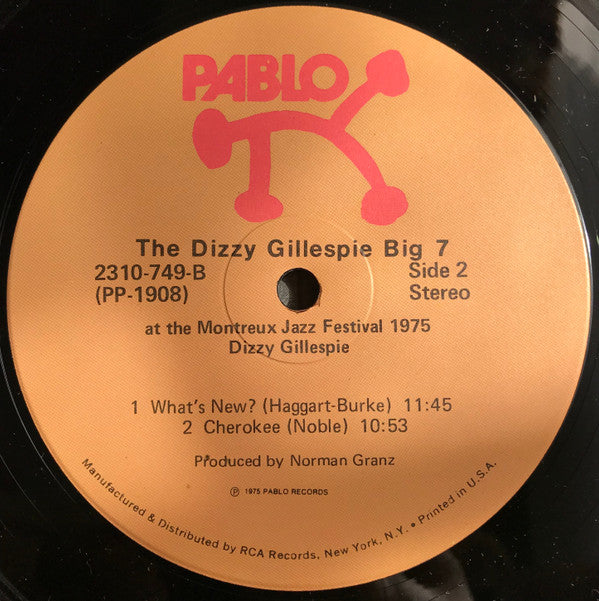 PABLO
The Dizzy Gillespie Big 7
2310-749-B Side 2
(PP-1908) Stereo
at the Montreux Jazz Festival 1975
Dizzy Gillespie
1 What's New? (Haggart-Burke) 11:45
2 Cherokee (Noble) 10:53
Produced by Norman Granz
℗ 1975 PABLO RECORDS
Manufactured & Distributed by RCA Records, New York, N.Y. • Printed in U.S.A.